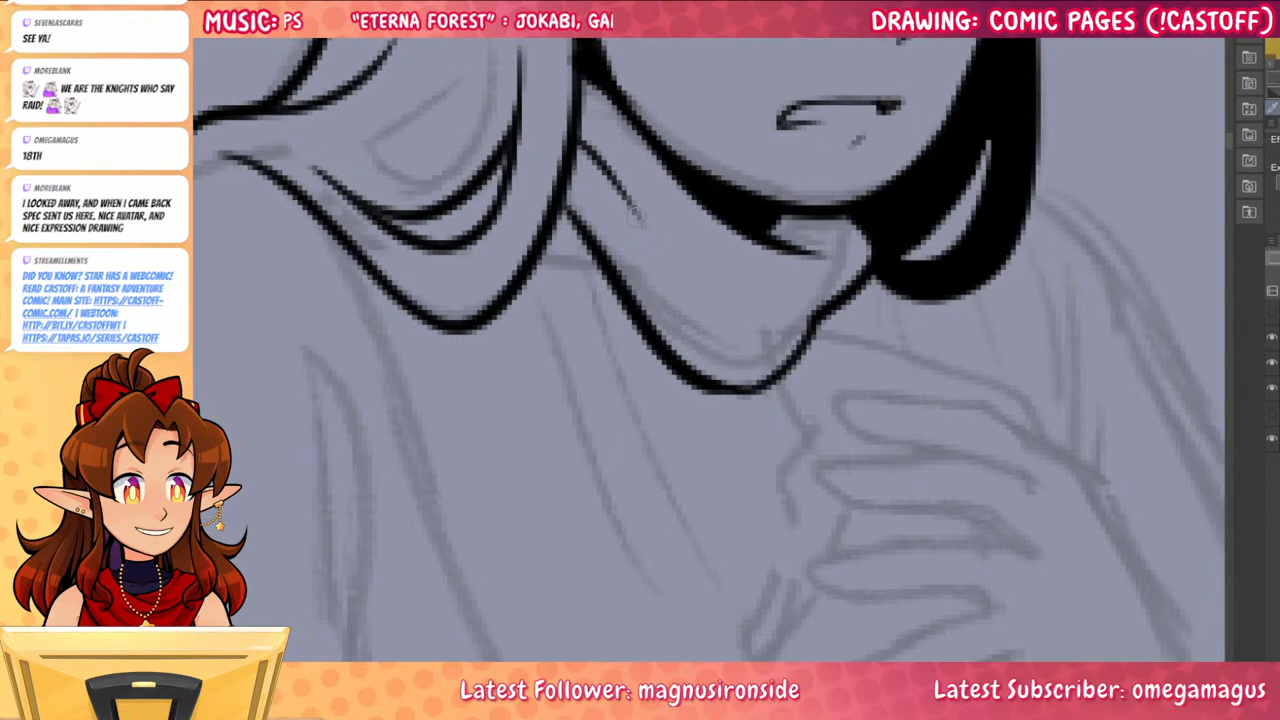 MUSIC: PS "ETERNA FOREST" : JOKABI, GA
DRAWING: COMIC PAGES (!CASTOFF)
SEVENLASCARAS
SEE YA!
MOREBLANK
WE ARE THE KNIGHTS WHO SAY
RAID!
OMEGAMAGUS
18TH
MOREBLANK
I LOOKED AWAY, AND WHEN I CAME BACK
SPEC SENT US HERE. NICE AVATAR, AND
NICE EXPRESSION DRAWING
STREAMELEMENTS
DID YOU KNOW? STAR HAS A WEBCOMIC!
READ CASTOFF: A FANTASY ADVENTURE
COMIC! MAIN SITE: HTTPS://CASTOFF-
COMIC.COM/ | WEBTOON:
HTTP://BIT.LY/CASTOFFWT |
HTTPS://TAPAS.IO/SERIES/CASTOFF
Latest Follower: magnusironside
Latest Subscriber: omegamagus